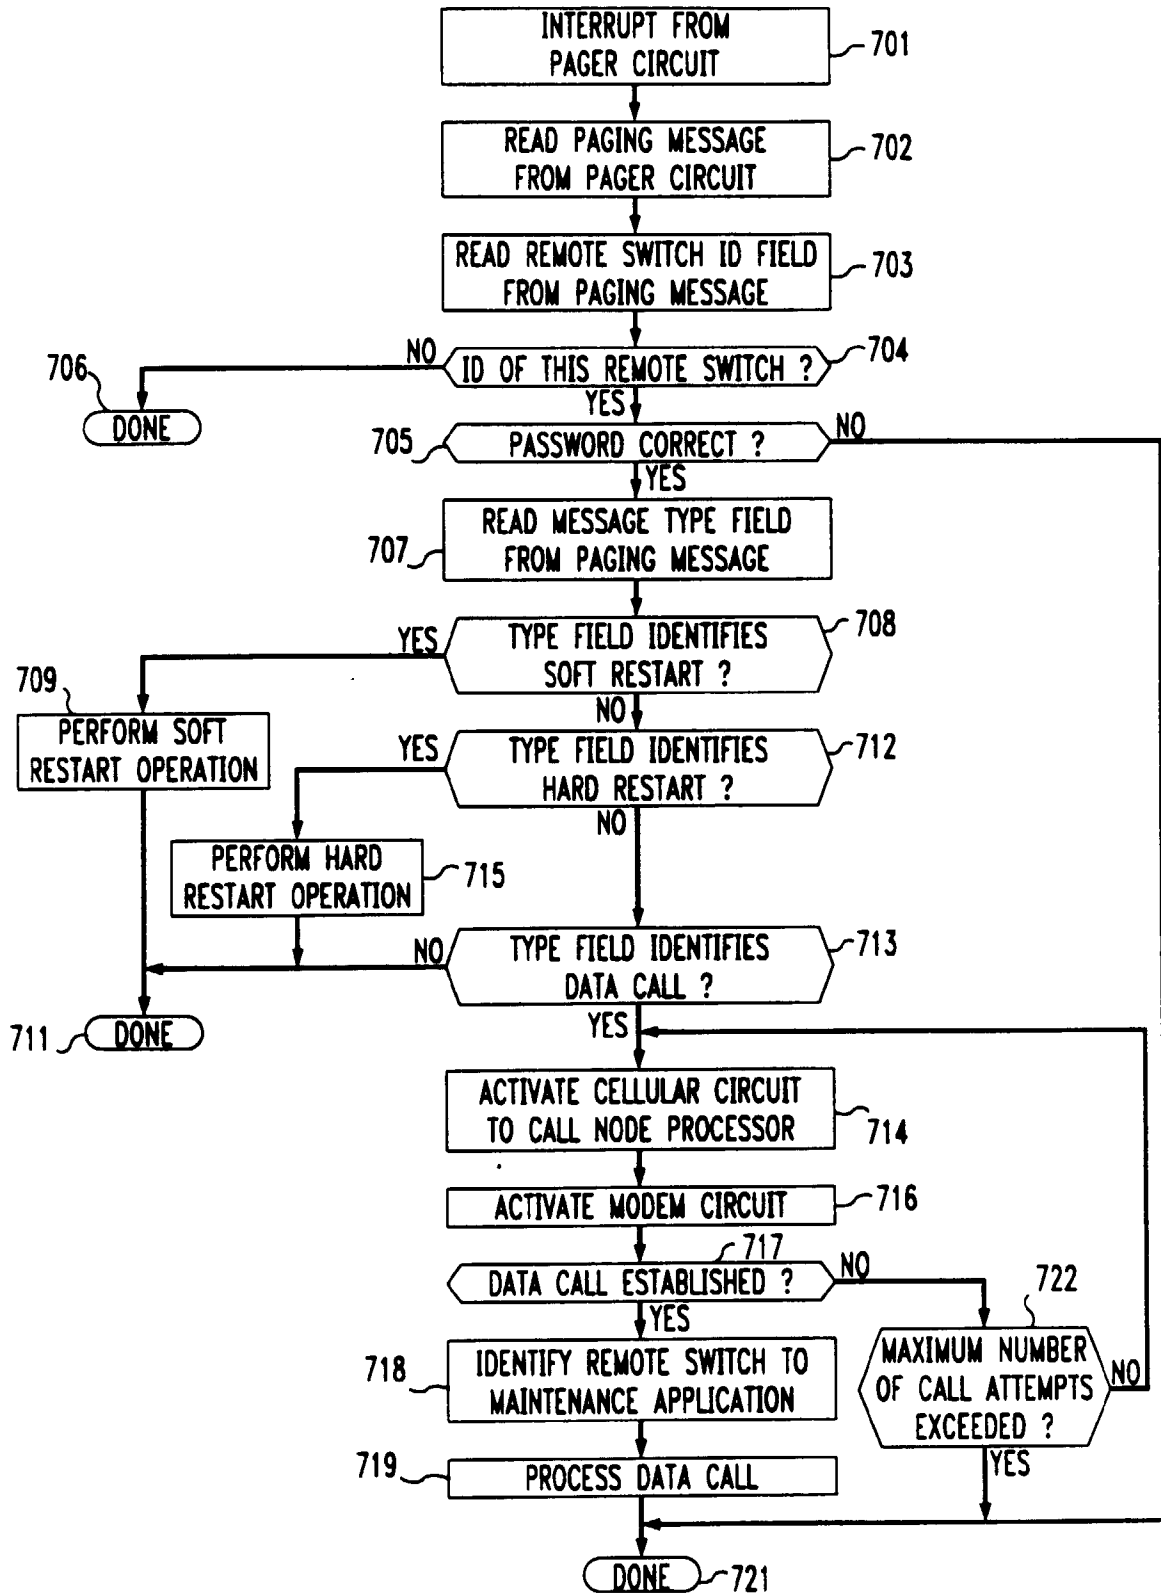 INTERRUPT FROM
PAGER CIRCUIT
701
READ PAGING MESSAGE
FROM PAGER CIRCUIT
702
READ REMOTE SWITCH ID FIELD
FROM PAGING MESSAGE
703
NO
ID OF THIS REMOTE SWITCH ?
704
706
DONE
YES
705
PASSWORD CORRECT ?
NO
YES
READ MESSAGE TYPE FIELD
FROM PAGING MESSAGE
707
YES
TYPE FIELD IDENTIFIES
SOFT RESTART ?
708
709
PERFORM SOFT
RESTART OPERATION
NO
YES
TYPE FIELD IDENTIFIES
HARD RESTART ?
712
NO
PERFORM HARD
RESTART OPERATION
715
NO
TYPE FIELD IDENTIFIES
DATA CALL ?
713
711
DONE
YES
ACTIVATE CELLULAR CIRCUIT
TO CALL NODE PROCESSOR
714
ACTIVATE MODEM CIRCUIT
716
717
DATA CALL ESTABLISHED ?
NO
YES
722
MAXIMUM NUMBER
OF CALL ATTEMPTS
EXCEEDED ?
NO
YES
718
IDENTIFY REMOTE SWITCH TO
MAINTENANCE APPLICATION
719
PROCESS DATA CALL
DONE
721